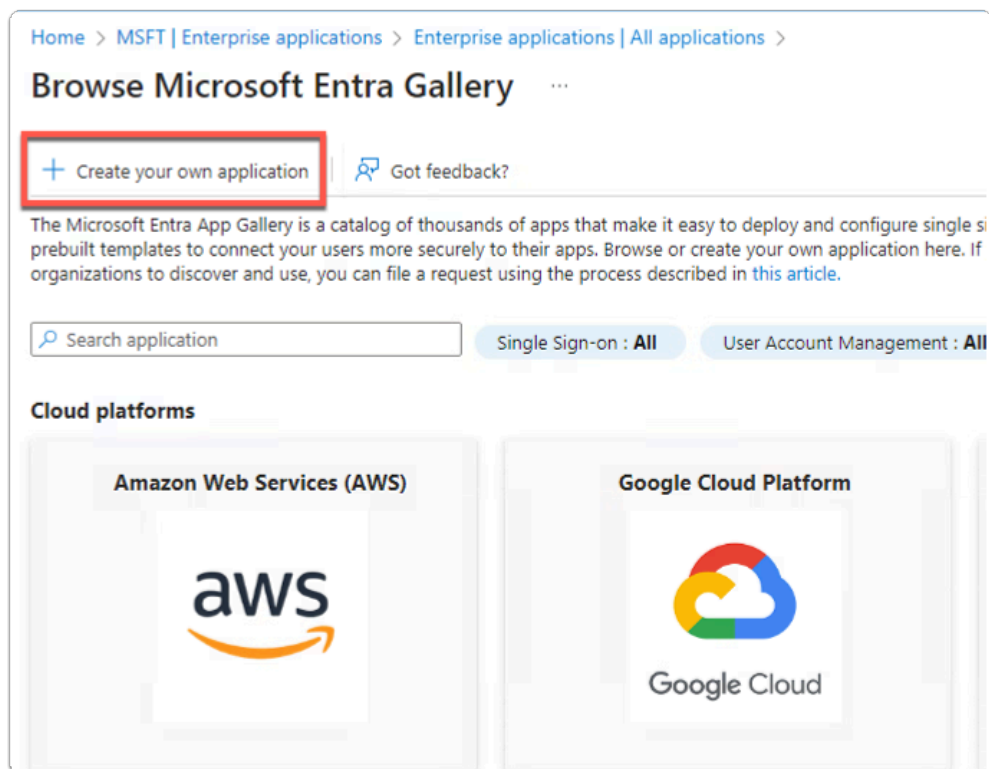 Home > MSFT | Enterprise applications > Enterprise applications | All applications >
Browse Microsoft Entra Gallery ...
+ Create your own application
Got feedback?
The Microsoft Entra App Gallery is a catalog of thousands of apps that make it easy to deploy and configure single si
prebuilt templates to connect your users more securely to their apps. Browse or create your own application here. If
organizations to discover and use, you can file a request using the process described in this article.
Search application
Single Sign-on : All
User Account Management : All
Cloud platforms
Amazon Web Services (AWS)
Google Cloud Platform
aws
Google Cloud